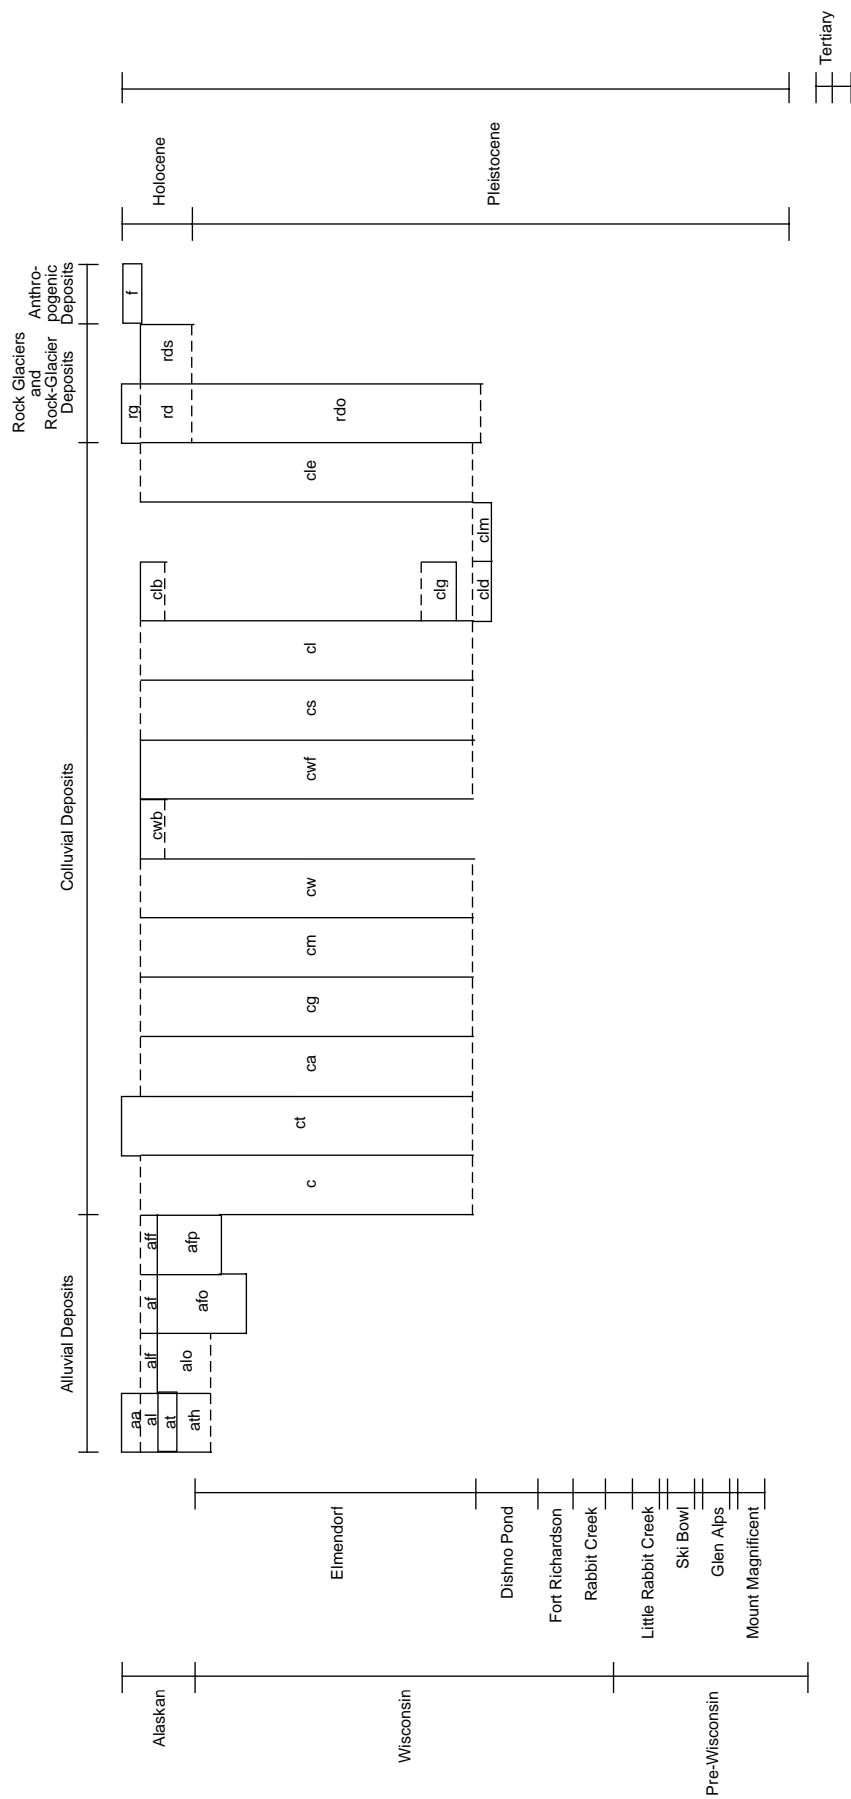 Alluvial Deposits
Colluvial Deposits
Rock Glaciers
and
Rock-Glacier
Deposits
Anthro-
pogenic
Deposits
Alaskan
Wisconsin
Pre-Wisconsin
Elmendorf
Dishno Pond
Fort Richardson
Rabbit Creek
Little Rabbit Creek
Ski Bowl
Glen Alps
Mount Magnificent
aa
al
at
ath
alf
alo
af
afo
aff
afp
c
ct
ca
cg
cm
cw
cwb
cwf
cs
cl
clb
clg
cld
clm
cle
rg
rd
rdo
rds
f
Holocene
Pleistocene
Tertiary